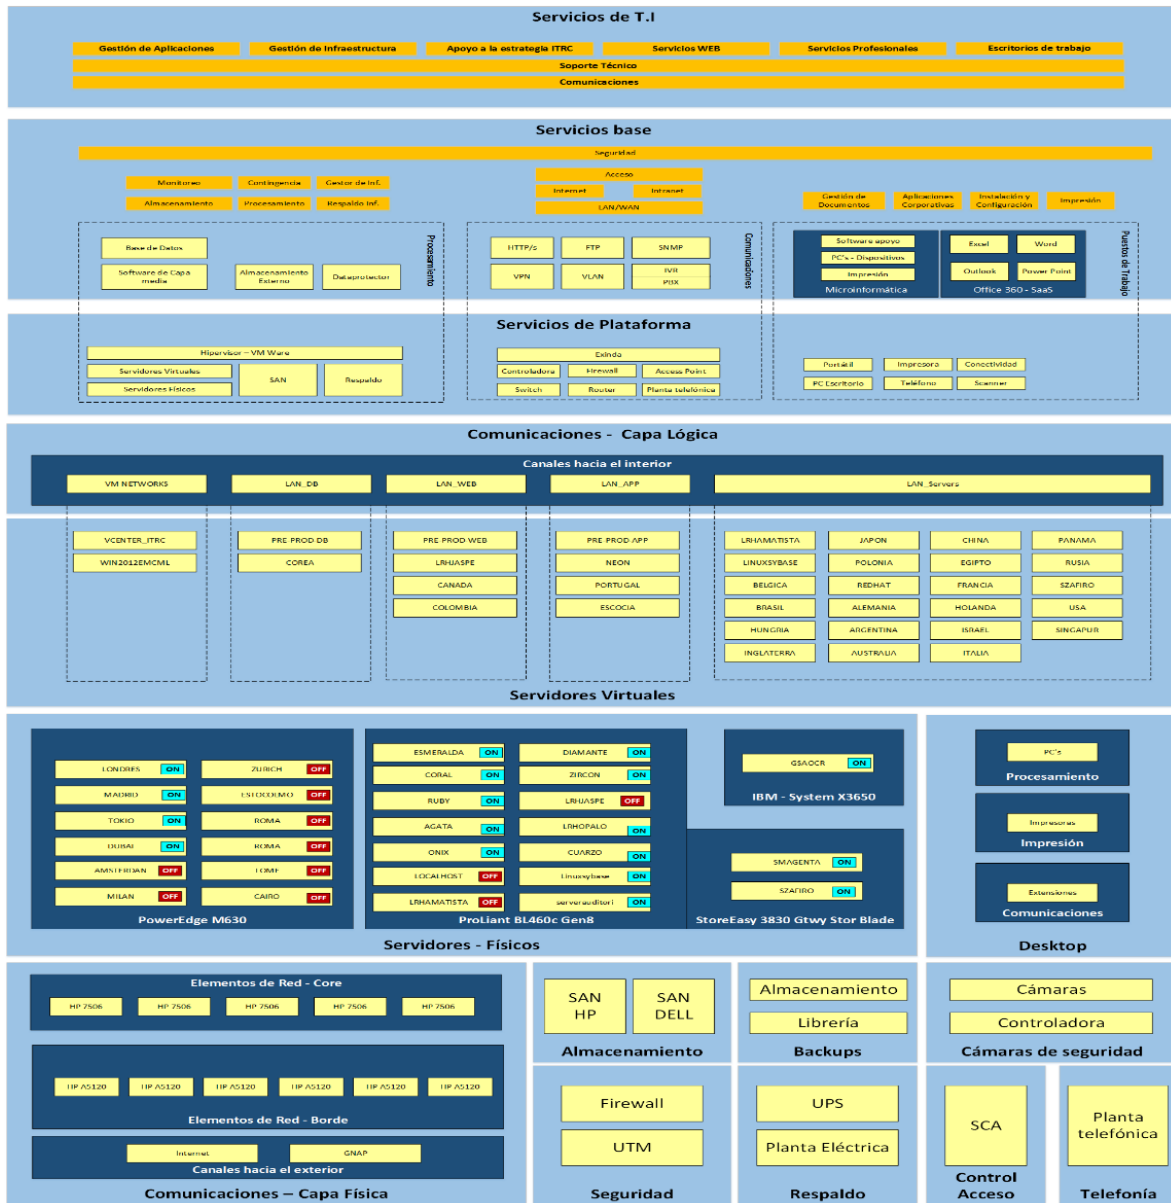 Servicios de T.I
Gestión de Aplicaciones
Gestión de Infraestructura
Apoyo a la estrategia ITRC
Servicios WEB
Servicios Profesionales
Escritorios de trabajo
Soporte Técnico
Comunicaciones
Servicios base
Seguridad
Monitoreo
Contingencia
Gestor de Inf.
Almacenamiento
Procesamiento
Respaldo Inf.
Acceso
Internet
Intranet
LAN/WAN
Gestión de
Documentos
Aplicaciones
Corporativas
Instalación y
Configuración
Impresión
Base de Datos
Software de Capa
media
Almacenamiento
Externo
Dataprotector
Procesamiento
HTTP/s
FTP
SNMP
VPN
VLAN
IVR
PBX
Comunicaciones
Software apoyo
PC's - Dispositivos
Impresión
Microinformática
Excel
Word
Outlook
Power Point
Office 360 - SaaS
Puestos de Trabajo
Servicios de Plataforma
Hipervisor – VM Ware
Servidores Virtuales
Servidores Físicos
SAN
Respaldo
Exinda
Controladora
Firewall
Access Point
Switch
Router
Planta telefónica
Portátil
Impresora
Conectividad
PC Escritorio
Teléfono
Scanner
Comunicaciones - Capa Lógica
Canales hacia el interior
VM NETWORKS
LAN_DB
LAN_WEB
LAN_APP
LAN_Servers
VCENTER_ITRC
WIN2012EMCML
PRE PROD DB
COREA
PRE PROD WEB
LRHJASPE
CANADA
COLOMBIA
PRE PROD APP
NEON
PORTUGAL
ESCOCIA
LRHAMATISTA
JAPON
CHINA
PANAMA
LINUXSYBASE
POLONIA
EGIPTO
RUSIA
BELGICA
REDHAT
FRANCIA
SZAFIRO
BRASIL
ALEMANIA
HOLANDA
USA
HUNGRIA
ARGENTINA
ISRAEL
SINGAPUR
INGLATERRA
AUSTRALIA
ITALIA
Servidores Virtuales
LONDRES ON
ZURICH OFF
MADRID ON
ESTOCOLMO OFF
TOKIO ON
ROMA OFF
DUBAI ON
ROMA OFF
AMSTERDAN OFF
LOME OFF
MILAN OFF
CAIRO OFF
PowerEdge M630
ESMERALDA ON
DIAMANTE ON
CORAL ON
ZIRCON ON
RUBY ON
LRHJASPE OFF
AGATA ON
LRHOPALO ON
ONIX ON
CUARZO ON
LOCALHOST OFF
Linuxsybase ON
LRHAMATISTA OFF
serverauditori ON
ProLiant BL460c Gen8
GSAOCR ON
IBM - System X3650
SMAGENTA ON
SZAFIRO ON
StoreEasy 3830 Gtwy Stor Blade
Servidores - Físicos
PC's
Procesamiento
Impresoras
Impresión
Extensiones
Comunicaciones
Desktop
Elementos de Red - Core
HP 7506
HP 7506
HP 7506
HP 7506
HP 7506
HP A5120
HP A5120
HP A5120
HP A5120
HP A5120
HP A5120
Elementos de Red - Borde
Internet
GNAP
Canales hacia el exterior
Comunicaciones – Capa Física
SAN
HP
SAN
DELL
Almacenamiento
Almacenamiento
Librería
Backups
Cámaras
Controladora
Cámaras de seguridad
Firewall
UTM
Seguridad
UPS
Planta Eléctrica
Respaldo
SCA
Control
Acceso
Planta
telefónica
Telefonía